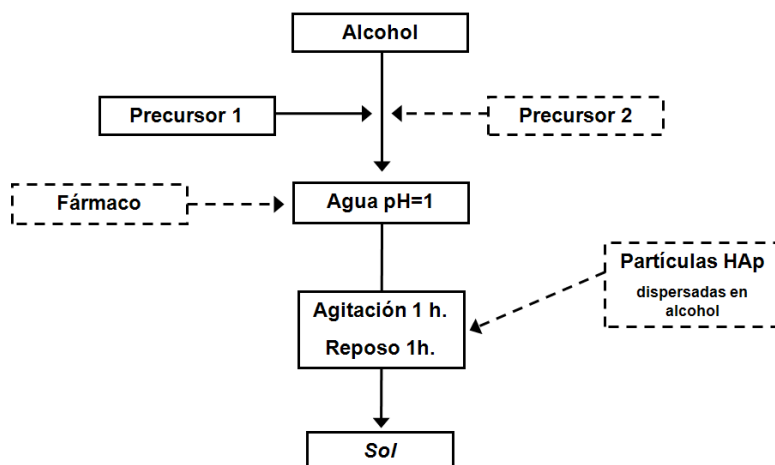 Alcohol
Precursor 1
Precursor 2
Fármaco
Agua pH=1
Partículas HAp
dispersadas en
alcohol
Agitación 1 h.
Reposo 1h.
Sol